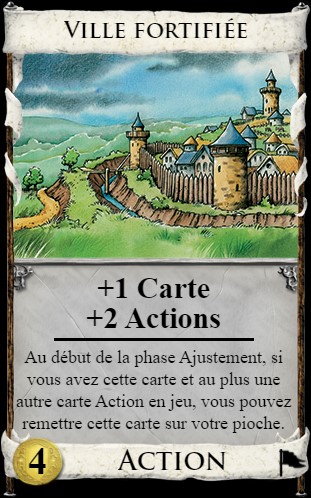 VILLE FORTIFIÉE
+1 Carte
+2 Actions
Au début de la phase Ajustement, si
vous avez cette carte et au plus une
autre carte Action en jeu, vous pouvez
remettre cette carte sur votre pioche.
4
ACTION